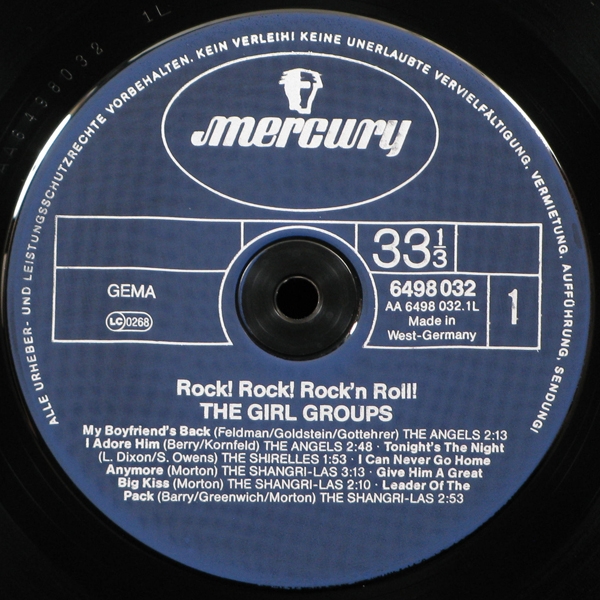 AA6498032 1L
ALLE URHEBER- UND LEISTUNGSSCHUTZRECHTE VORBEHALTEN. KEIN VERLEIH! KEINE UNERLAUBTE VERVIELFÄLTIGUNG, VERMIETUNG, AUFFÜHRUNG, SENDUNG!
mercury
33 1/3
GEMA
LC 0268
6498 032
AA 6498 032.1L
Made in
West-Germany
1
Rock! Rock! Rock'n Roll!
THE GIRL GROUPS
My Boyfriend's Back (Feldman/Goldstein/Gottehrer) THE ANGELS 2:13
I Adore Him (Berry/Kornfeld) THE ANGELS 2:48 · Tonight's The Night
(L. Dixon/S. Owens) THE SHIRELLES 1:53 · I Can Never Go Home
Anymore (Morton) THE SHANGRI-LAS 3:13 · Give Him A Great
Big Kiss (Morton) THE SHANGRI-LAS 2:10 · Leader Of The
Pack (Barry/Greenwich/Morton) THE SHANGRI-LAS 2:53